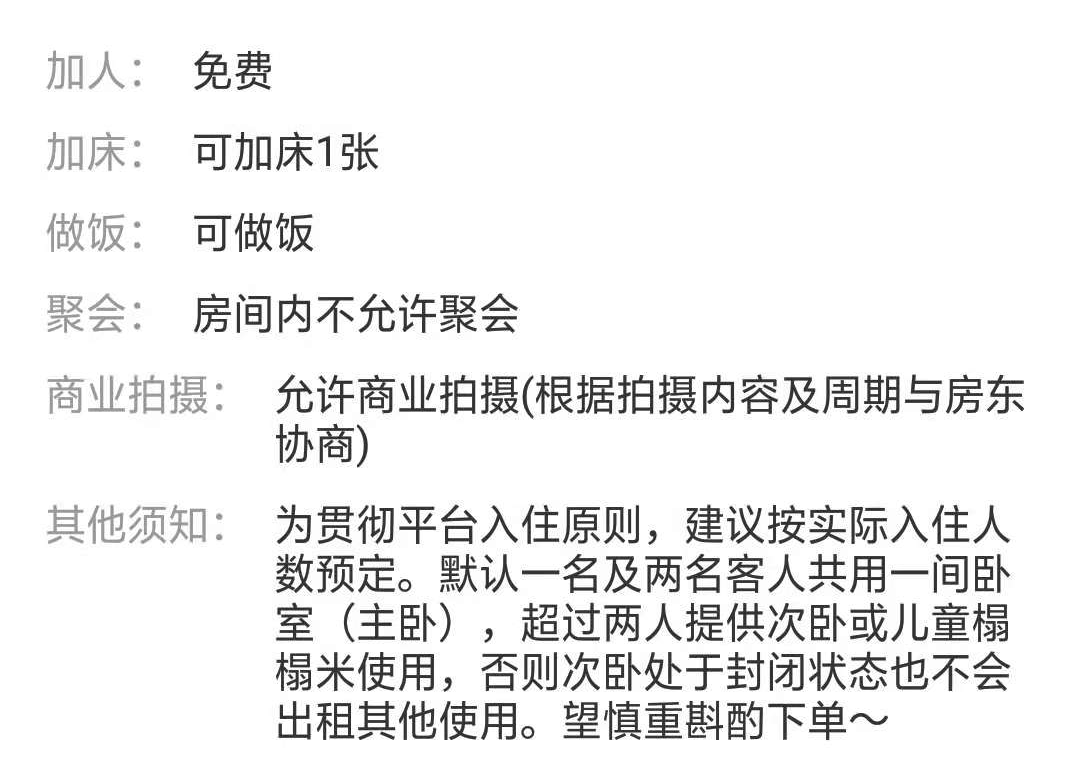 加人： 免费
加床： 可加床1张
做饭： 可做饭
聚会： 房间内不允许聚会
商业拍摄： 允许商业拍摄(根据拍摄内容及周期与房东
协商)
其他须知： 为贯彻平台入住原则，建议按实际入住人
数预定。默认一名及两名客人共用一间卧
室（主卧），超过两人提供次卧或儿童榻
榻米使用，否则次卧处于封闭状态也不会
出租其他使用。望慎重斟酌下单～